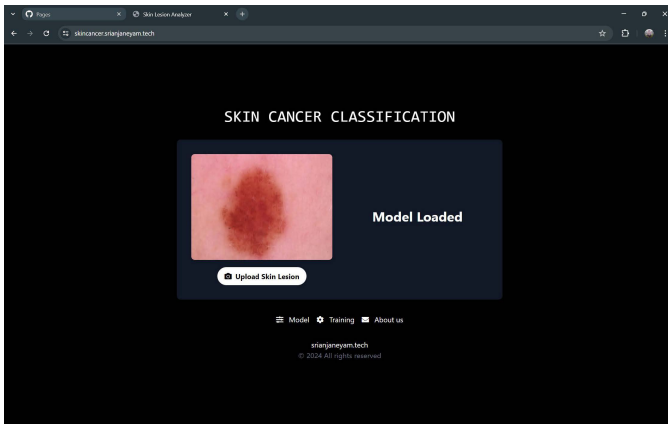 Pages
Skin Lesion Analyzer
skincancer.srianjaneyam.tech
SKIN CANCER CLASSIFICATION
Model Loaded
Upload Skin Lesion
Model Training About us
srianjaneyam.tech
© 2024 All rights reserved